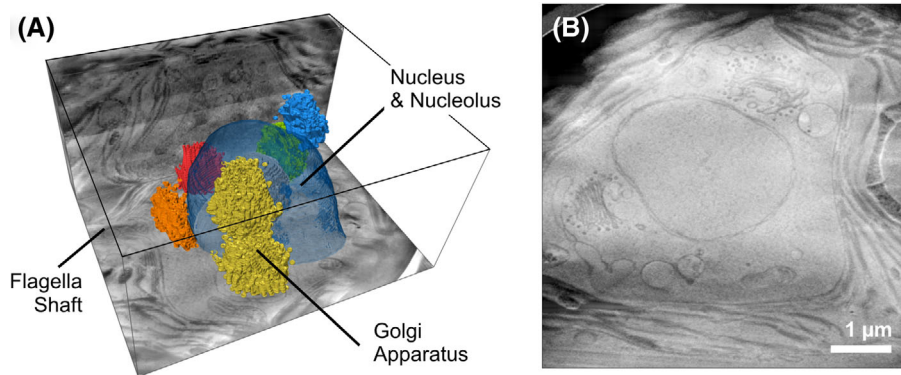 (A)
Nucleus
& Nucleolus
Flagella
Shaft
Golgi
Apparatus
(B)
1 µm